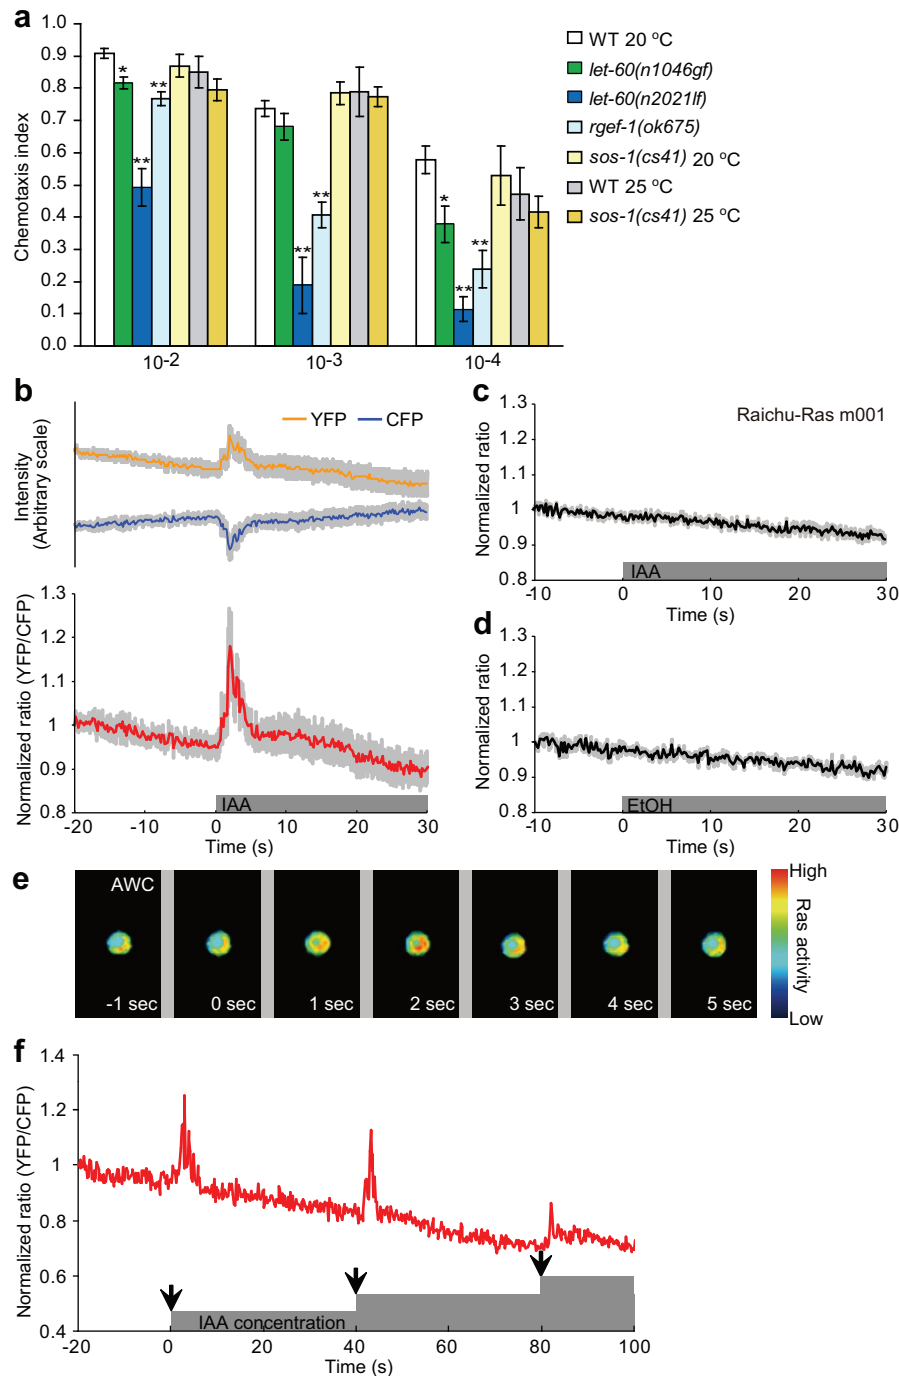 a
1.0
0.9
0.8
0.7
0.6
0.5
0.4
0.3
0.2
0.1
0.0
Chemotaxis index
* ** **
** **
* ** **
10-2 10-3 10-4
WT 20 °C
let-60(n1046gf)
let-60(n2021lf)
rgef-1(ok675)
sos-1(cs41) 20 °C
WT 25 °C
sos-1(cs41) 25 °C
b
YFP CFP
Intensity
(Arbitrary scale)
-20 -10 0 10 20 30
1.3
1.2
1.1
1
0.9
0.8
Normalized ratio (YFP/CFP)
IAA
-20 -10 0 10 20 30
Time (s)
c
Raichu-Ras m001
1.3
1.2
1.1
1
0.9
0.8
Normalized ratio
IAA
-10 0 10 20 30
Time (s)
d
1.3
1.2
1.1
1
0.9
0.8
Normalized ratio
EtOH
-10 0 10 20 30
Time (s)
e
AWC
-1 sec 0 sec 1 sec 2 sec 3 sec 4 sec 5 sec
High
Ras activity
Low
f
1.4
1.2
1
0.8
0.6
0.4
Normalized ratio (YFP/CFP)
IAA concentration
-20 0 20 40 60 80 100
Time (s)